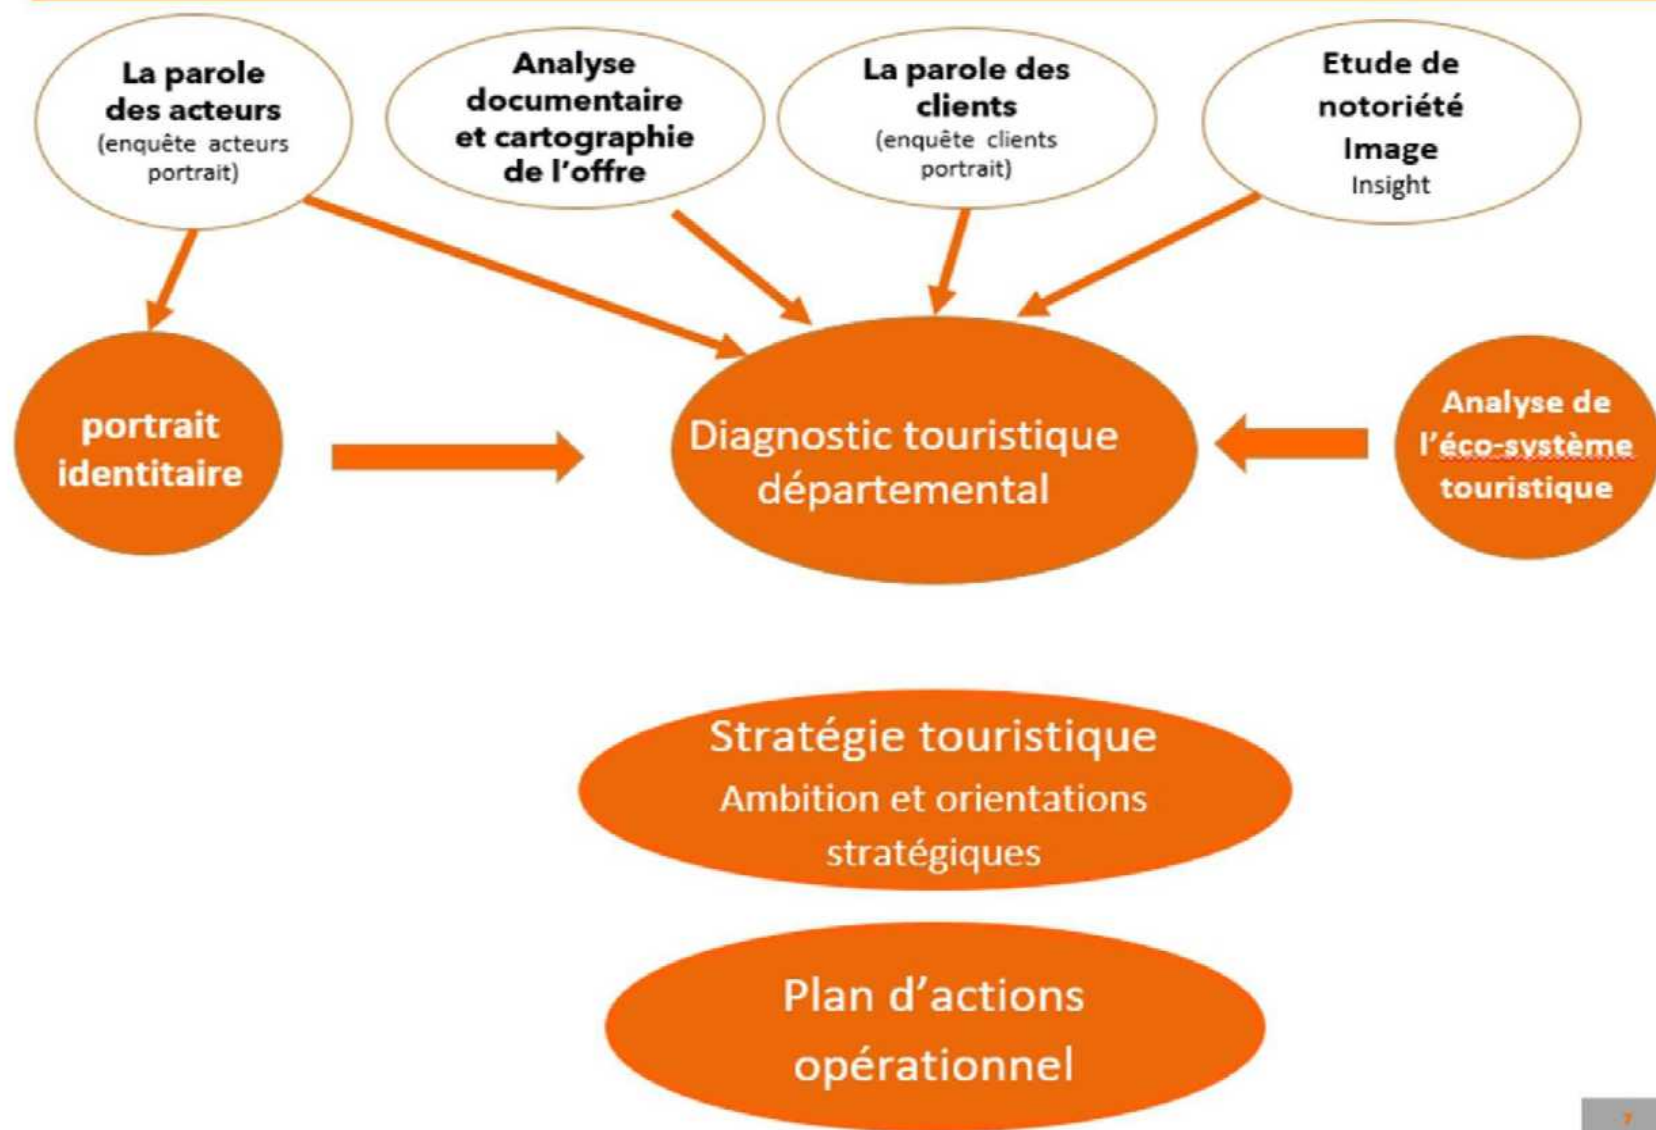 La parole
des acteurs
(enquête acteurs
portrait)
Analyse
documentaire
et cartographie
de l'offre
La parole des
clients
(enquête clients
portrait)
Etude de
notoriété
Image
Insight
portrait
identitaire
Diagnostic touristique
départemental
Analyse de
l'éco-système
touristique
Stratégie touristique
Ambition et orientations
stratégiques
Plan d'actions
opérationnel
7